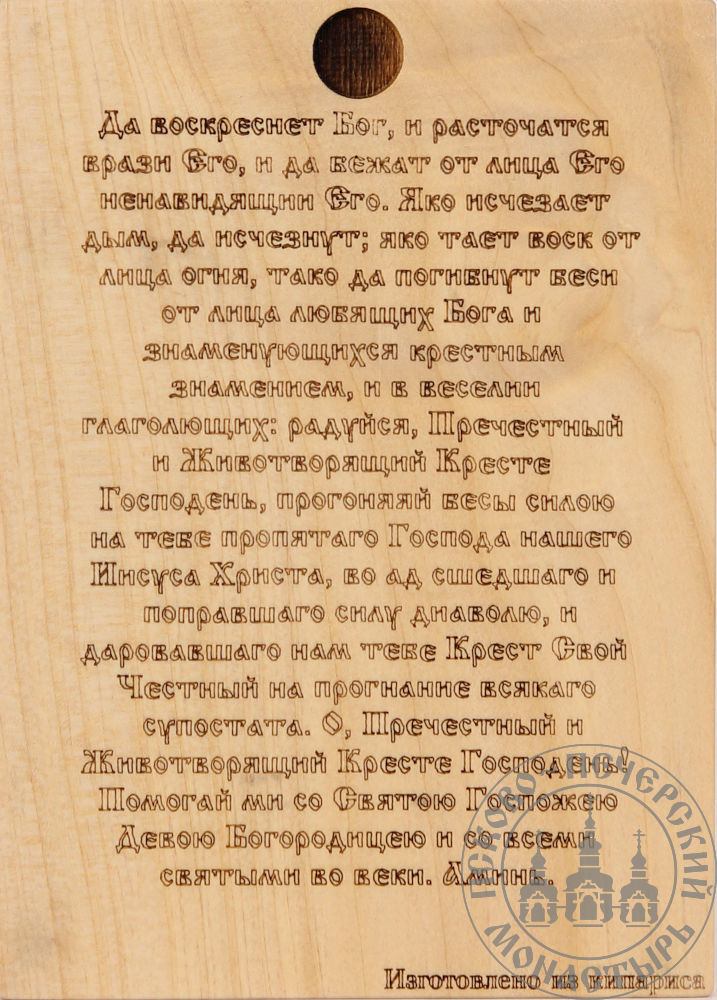 Да воскреснет Бог, и расточатся
врази Его, и да бежат от лица Его
ненавидящии Его. Яко исчезает
дым, да исчезнут; яко тает воск от
лица огня, тако да погибнут беси
от лица любящих Бога и
знаменующихся крестным
знамением, и в веселии
глаголющих: радуйся, Пречестный
и Животворящий Кресте
Господень, прогоняяй бесы силою
на тебе пропятаго Господа нашего
Иисуса Христа, во ад сшедшаго и
поправшаго силу диаволю, и
даровавшаго нам тебе Крест Свой
Честный на прогнание всякаго
супостата. О, Пречестный и
Животворящий Кресте Господень!
Помогай ми со Святою Госпожею
Девою Богородицею и со всеми
святыми во веки. Аминь.
Изготовлено из кипариса
ПСКОВО-ПЕЧЕРСКИЙ
МОНАСТЫРЬ